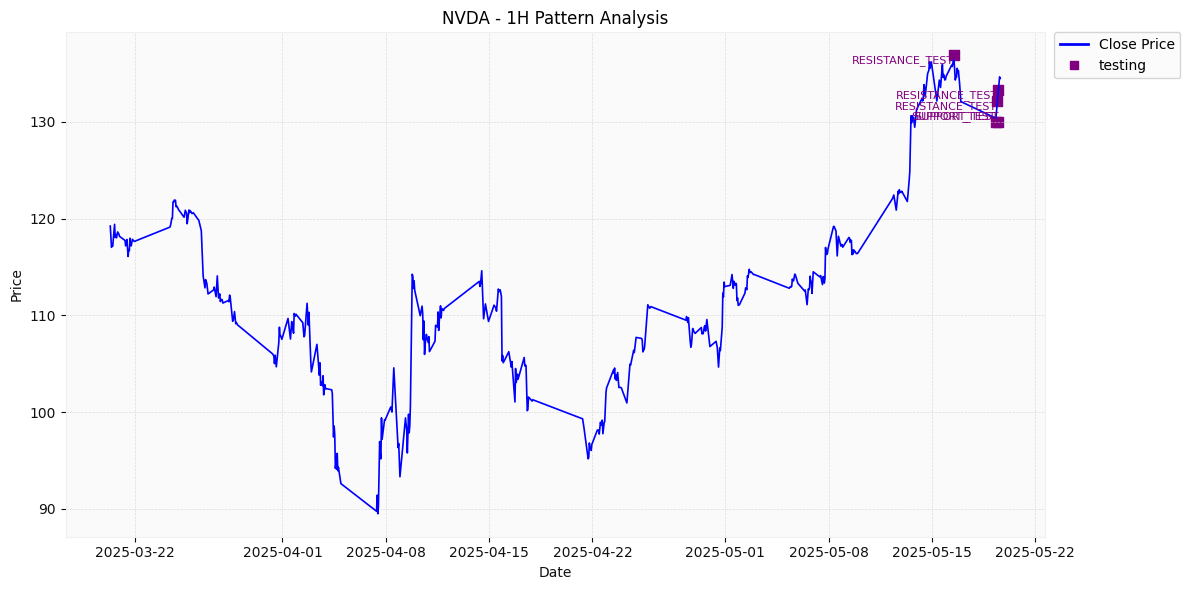 NVDA - 1H Pattern Analysis
Close Price
testing
RESISTANCE_TEST
RESISTANCE_TEST
RESISTANCE_TEST
SUPPORT_TEST
Price
130
120
110
100
90
2025-03-22
2025-04-01
2025-04-08
2025-04-15
2025-04-22
2025-05-01
2025-05-08
2025-05-15
2025-05-22
Date